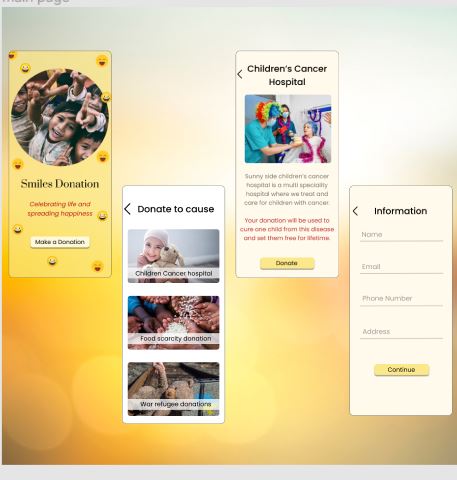 main page
Smiles Donation
Celebrating life and
spreading happiness
Make a Donation
Donate to cause
Children Cancer hospital
Food scarcity donation
War refugee donations
Children's Cancer
Hospital
Sunny side children's cancer
hospital is a multi speciality
hospital where we treat and
care for children with cancer.
Your donation will be used to
cure one child from this disease
and set them free for lifetime.
Donate
Information
Name
Email
Phone Number
Address
Continue